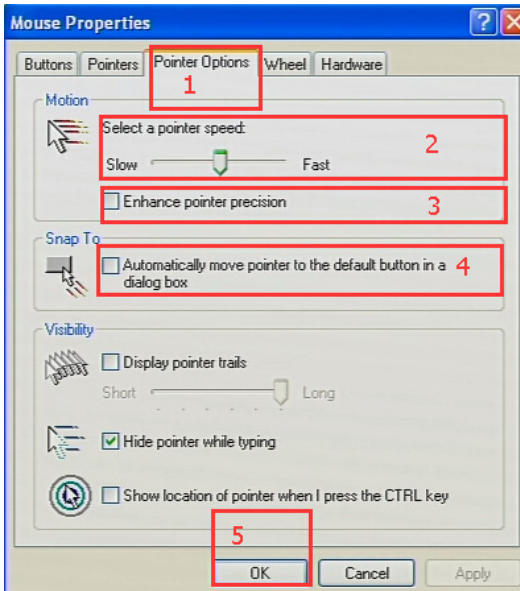 Mouse Properties
Buttons Pointers Pointer Options Wheel Hardware
1
Motion
Select a pointer speed:
2
Slow Fast
Enhance pointer precision
3
Snap To
Automatically move pointer to the default button in a
4
dialog box
Visibility
Display pointer trails
Short Long
Hide pointer while typing
Show location of pointer when I press the CTRL key
5
OK Cancel Apply